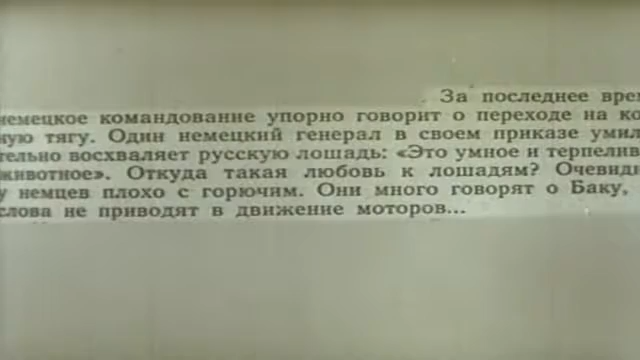 За последнее врем
немецкое командование упорно говорит о переходе на ко
ную тягу. Один немецкий генерал в своем приказе умил
тельно восхваляет русскую лошадь: «Это умное и терпелив
животное». Откуда такая любовь к лошадям? Очевидн
у немцев плохо с горючим. Они много говорят о Баку,
слова не приводят в движение моторов...